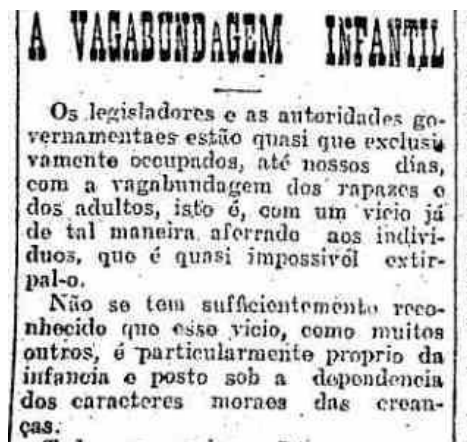 A VAGABUNDAGEM INFANTIL
Os legisladores e as autoridades go-
vernamentaes estão quasi que exclusi
vamente occupados, até nossos dias,
com a vagabundagem dos rapazes e
dos adultos, isto é, com um vicio já
de tal maneira aferrado aos indivi-
duos, que é quasi impossivel extir-
pal-o.
Não se tem sufficientemente reco-
nhecido que esse vicio, como muitos
outros, é particularmente proprio da
infancia e posto sob a dependencia
dos caracteres moraes das crean-
ças.